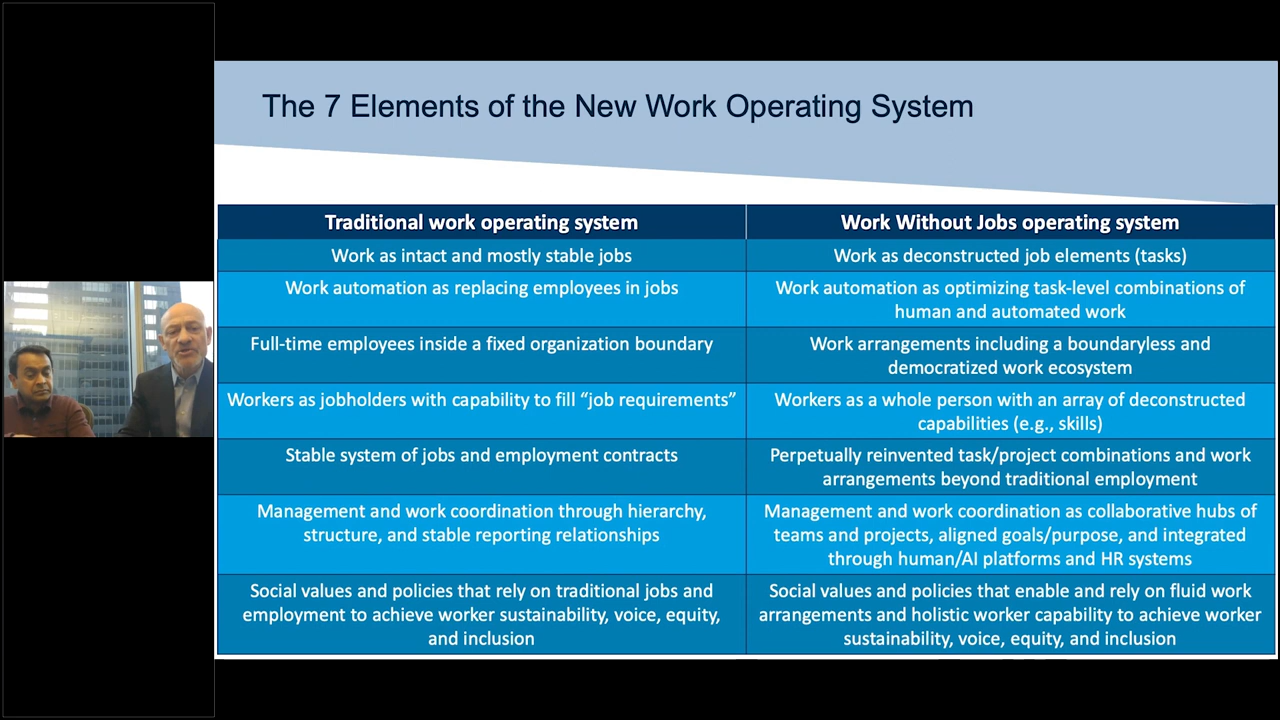 The 7 Elements of the New Work Operating System
Traditional work operating system
Work Without Jobs operating system
Work as intact and mostly stable jobs
Work as deconstructed job elements (tasks)
Work automation as replacing employees in jobs
Work automation as optimizing task-level combinations of
human and automated work
Full-time employees inside a fixed organization boundary
Work arrangements including a boundaryless and
democratized work ecosystem
Workers as jobholders with capability to fill “job requirements”
Workers as a whole person with an array of deconstructed
capabilities (e.g., skills)
Stable system of jobs and employment contracts
Perpetually reinvented task/project combinations and work
arrangements beyond traditional employment
Management and work coordination through hierarchy,
structure, and stable reporting relationships
Management and work coordination as collaborative hubs of
teams and projects, aligned goals/purpose, and integrated
through human/AI platforms and HR systems
Social values and policies that rely on traditional jobs and
employment to achieve worker sustainability, voice, equity,
and inclusion
Social values and policies that enable and rely on fluid work
arrangements and holistic worker capability to achieve worker
sustainability, voice, equity, and inclusion